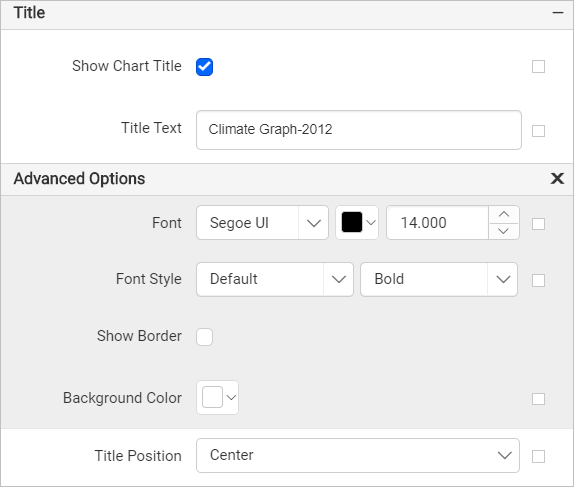 Title
Show Chart Title
Title Text Climate Graph-2012
Advanced Options
Font Segoe UI 14.000
Font Style Default Bold
Show Border
Background Color
Title Position Center